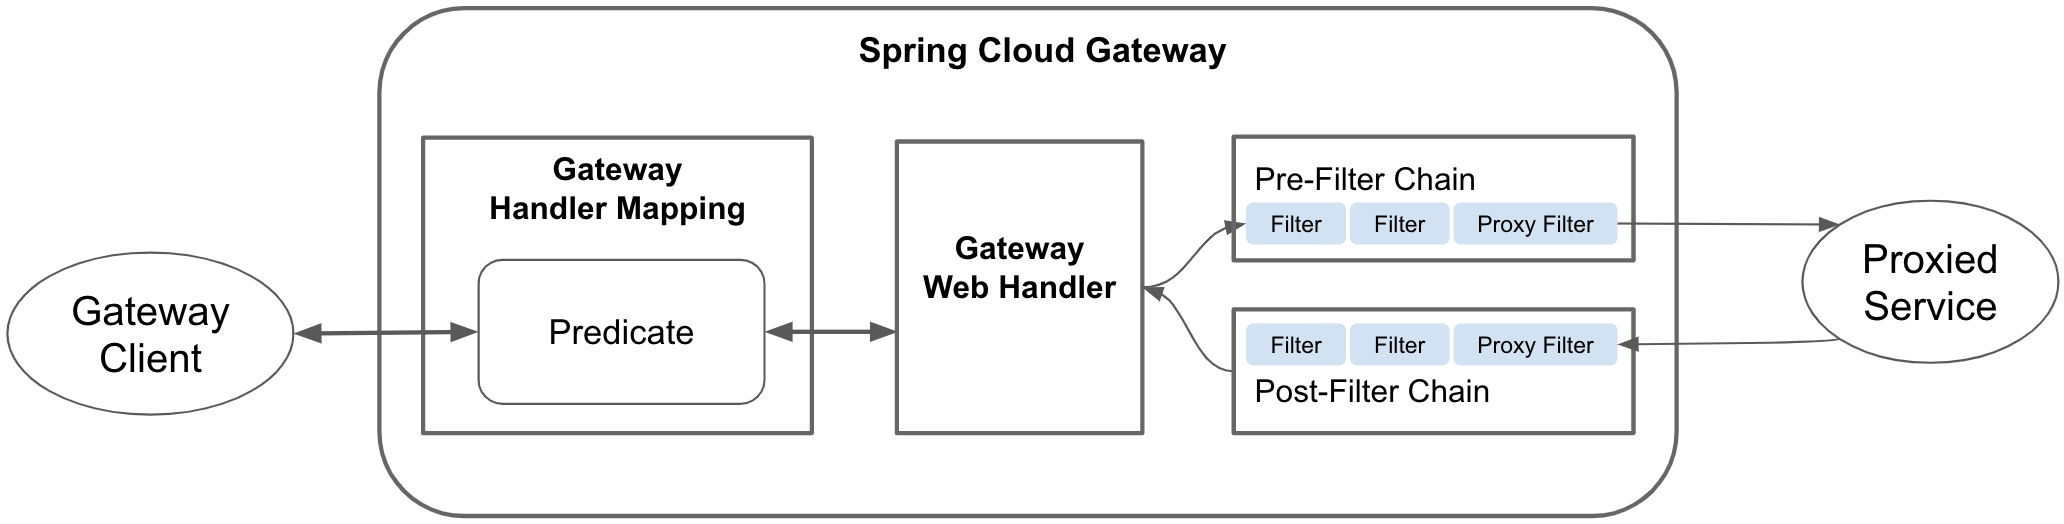 Spring Cloud Gateway
Gateway
Client
Gateway
Handler Mapping
Predicate
Gateway
Web Handler
Pre-Filter Chain
Filter Filter Proxy Filter
Filter Filter Proxy Filter
Post-Filter Chain
Proxied
Service